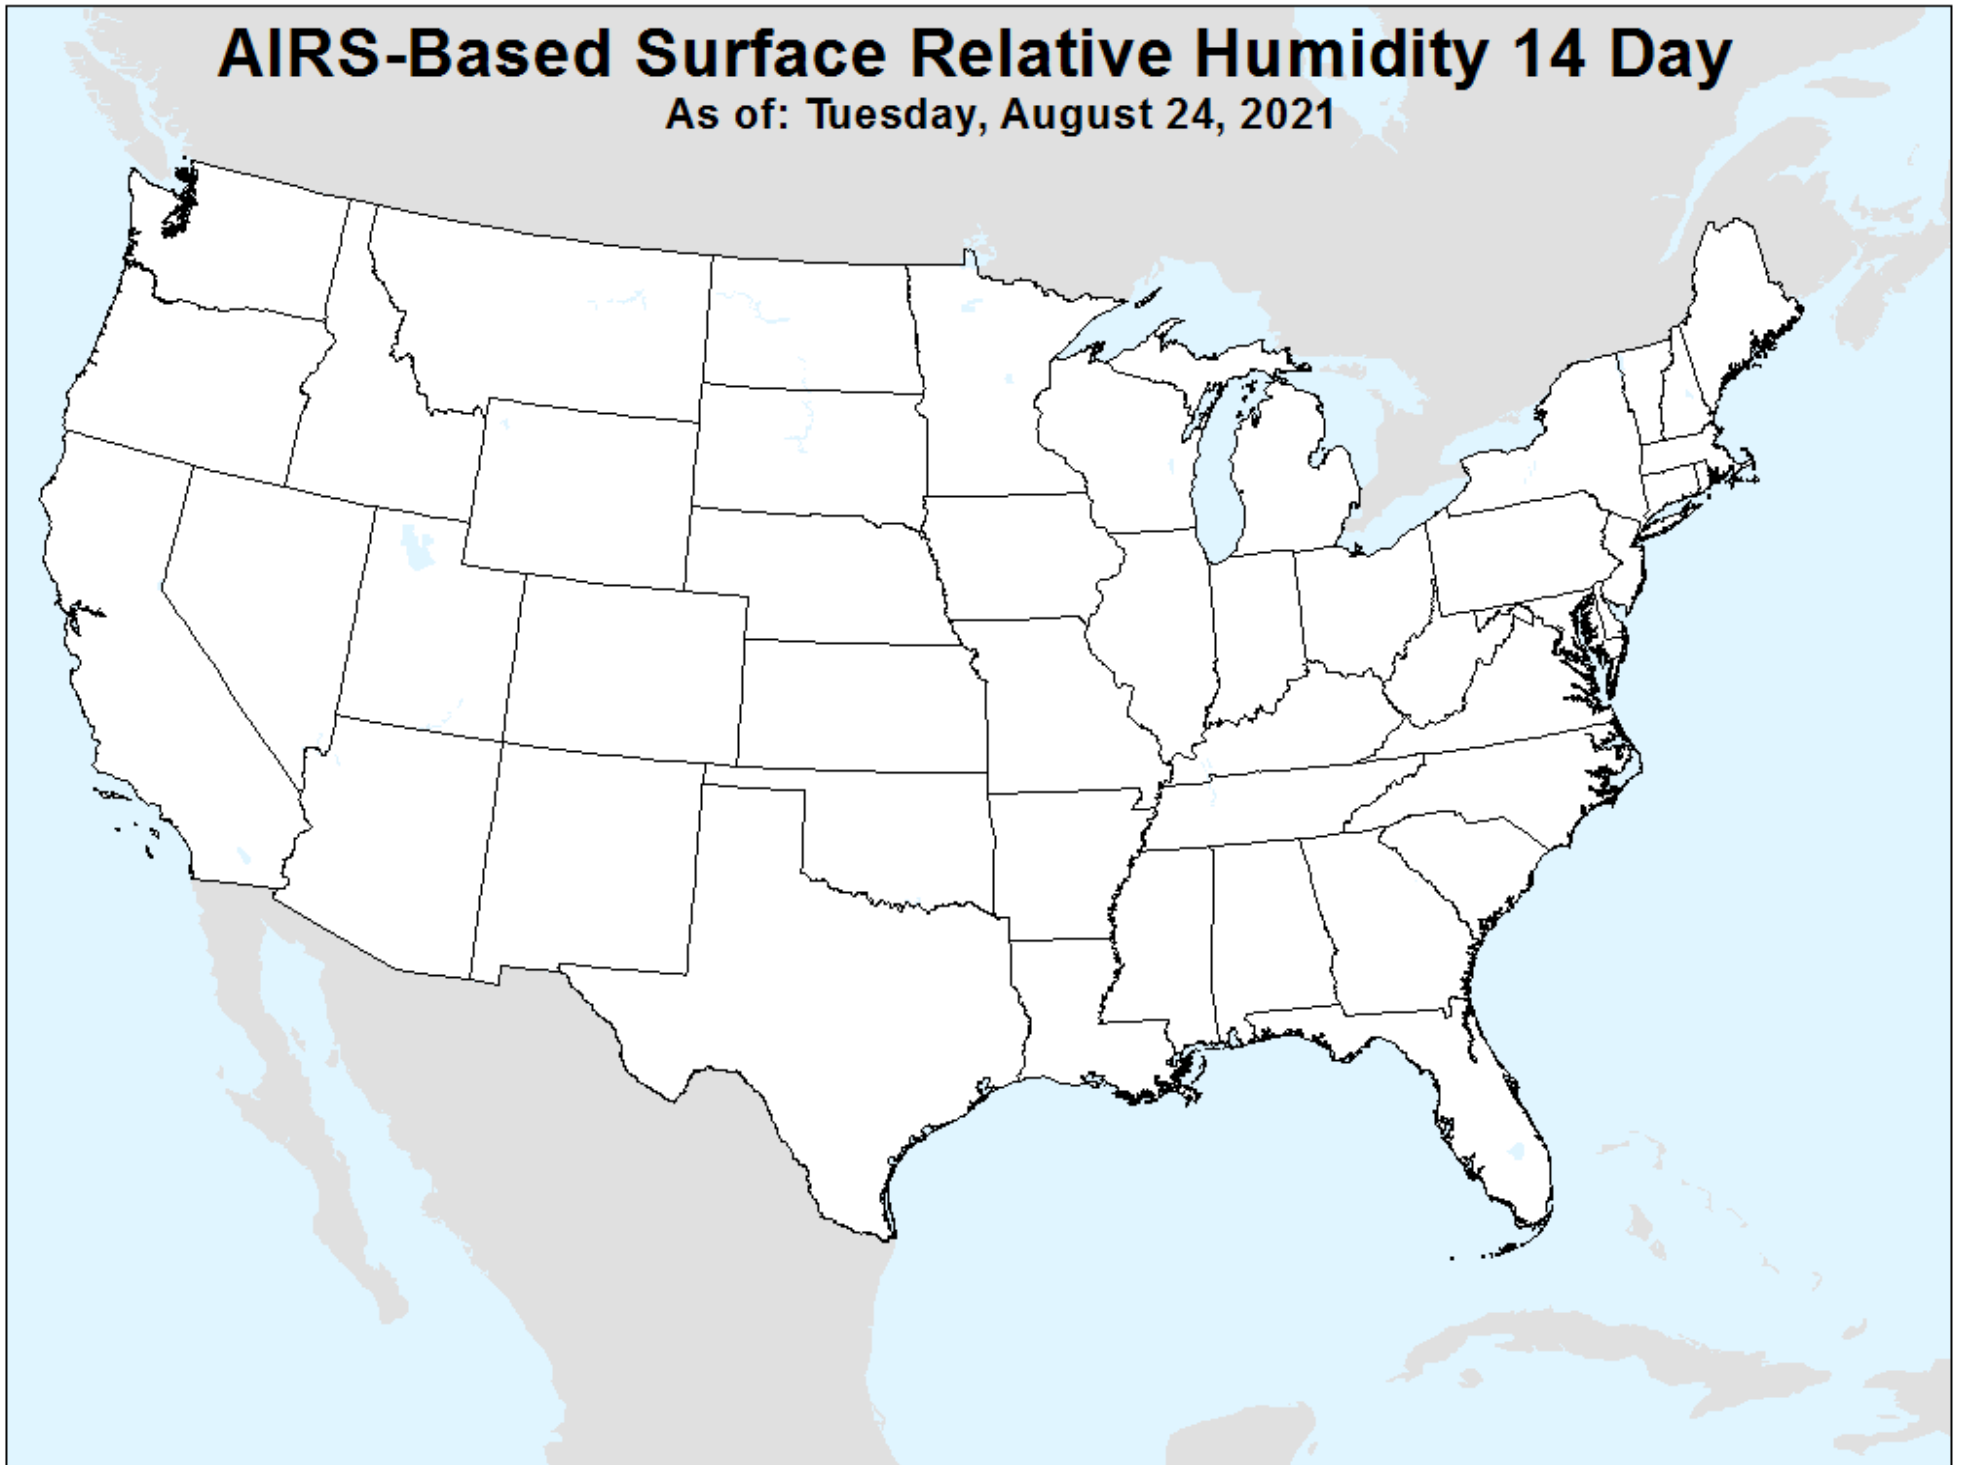 AIRS-Based Surface Relative Humidity 14 Day
As of: Tuesday, August 24, 2021